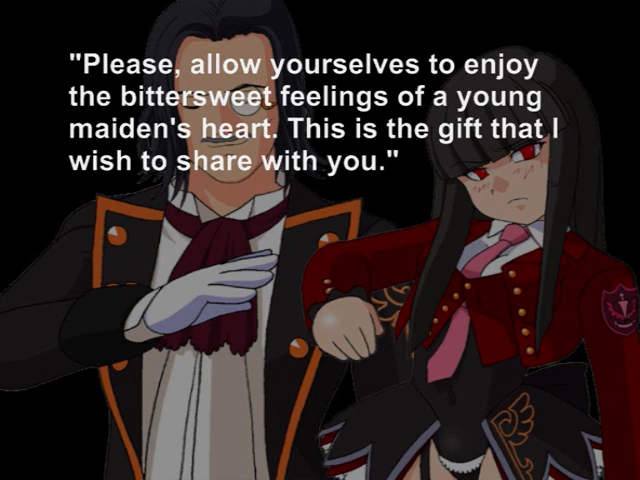 "Please, allow yourselves to enjoy
the bittersweet feelings of a young
maiden's heart. This is the gift that I
wish to share with you."